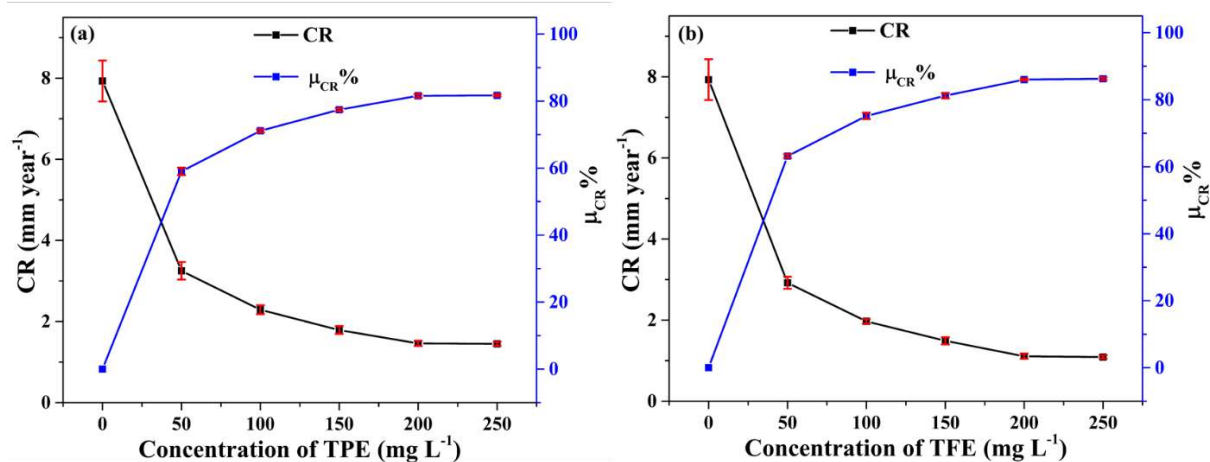 (a)
CR
μCR%
CR (mm year-1)
8
6
4
2
0
100
80
60
40
20
0
μCR%
0 50 100 150 200 250
Concentration of TPE (mg L-1)
(b)
CR
μCR%
CR (mm year-1)
8
6
4
2
0
100
80
60
40
20
0
μCR%
0 50 100 150 200 250
Concentration of TFE (mg L-1)